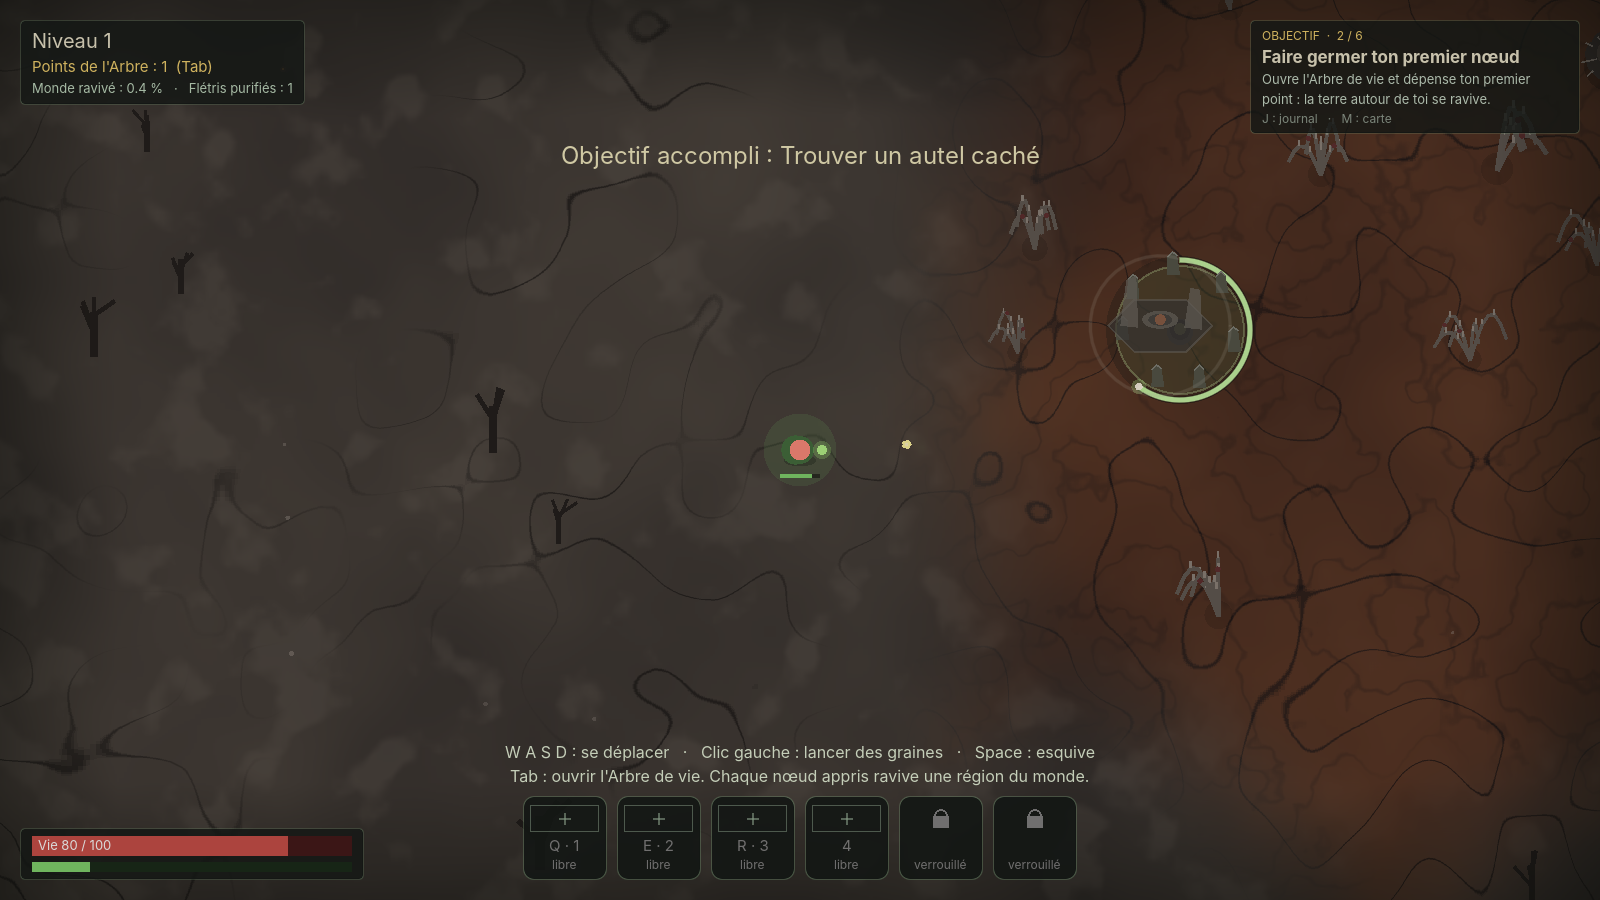 Niveau 1
Points de l'Arbre : 1 (Tab)
Monde ravivé : 0.4 % · Flétris purifiés : 1
OBJECTIF · 2 / 6
Faire germer ton premier nœud
Ouvre l'Arbre de vie et dépense ton premier
point : la terre autour de toi se ravive.
J : journal · M : carte
Objectif accompli : Trouver un autel caché
W A S D : se déplacer · Clic gauche : lancer des graines · Space : esquive
Tab : ouvrir l'Arbre de vie. Chaque nœud appris ravive une région du monde.
Vie 80 / 100
Q · 1
libre
E · 2
libre
R · 3
libre
4
libre
verrouillé
verrouillé